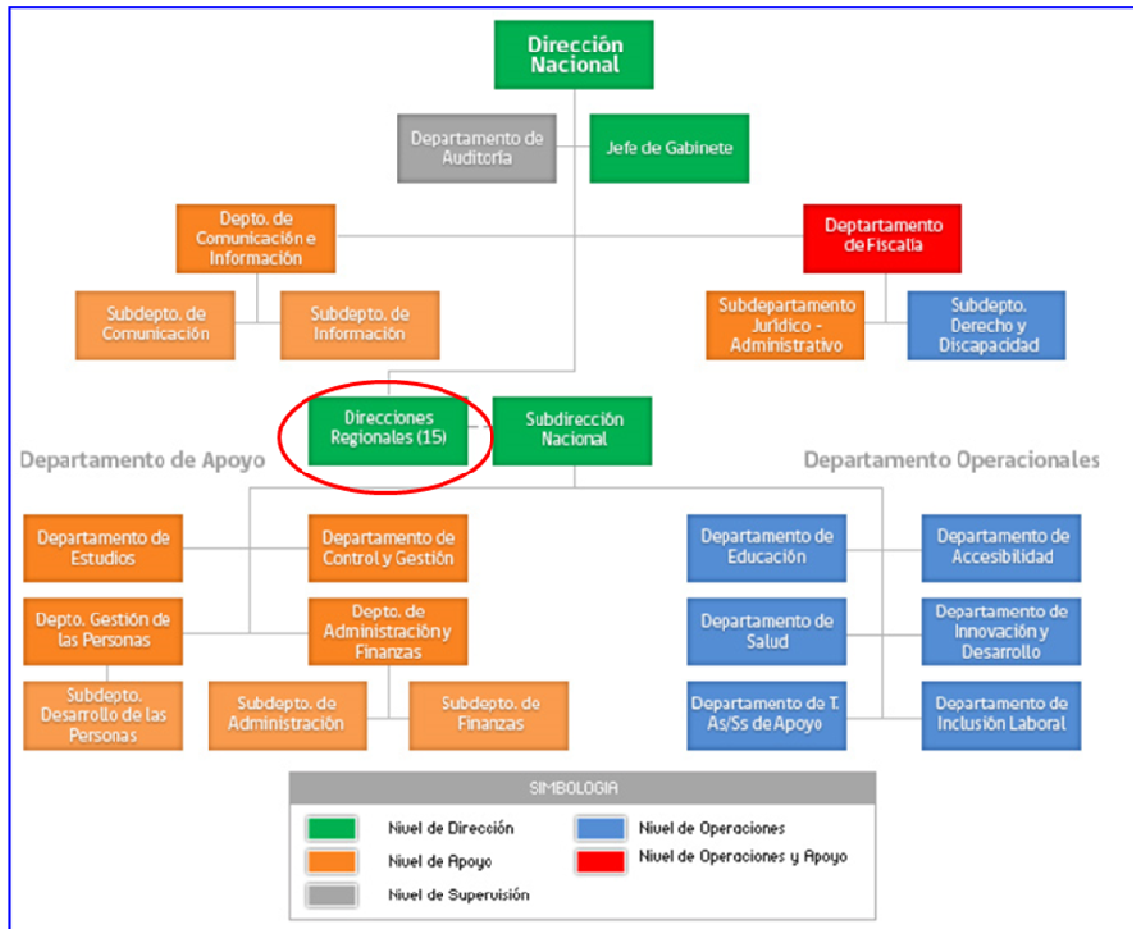 Dirección
Nacional
Departamento de
Auditoría
Jefe de Gabinete
Depto. de
Comunicación e
Información
Deptartamento
de Fiscalía
Subdepto. de
Comunicación
Subdepto. de
Información
Subdepartamento
Jurídico -
Administrativo
Subdepto.
Derecho y
Discapacidad
Direcciones
Regionales (15)
Subdirección
Nacional
Departamento de Apoyo
Departamento Operacionales
Departamento de
Estudios
Departamento de
Control y Gestión
Departamento de
Educación
Departamento de
Accesibilidad
Depto. Gestión de
las Personas
Depto. de
Administración y
Finanzas
Departamento de
Salud
Departamento de
Innovación y
Desarrollo
Subdepto.
Desarrollo de las
Personas
Subdepto. de
Administración
Subdepto. de
Finanzas
Departamento de T.
As/Ss de Apoyo
Departamento de
Inclusión Laboral
SIMBOLOGIA
Nivel de Dirección
Nivel de Operaciones
Nivel de Apoyo
Nivel de Operaciones y Apoyo
Nivel de Supervisión